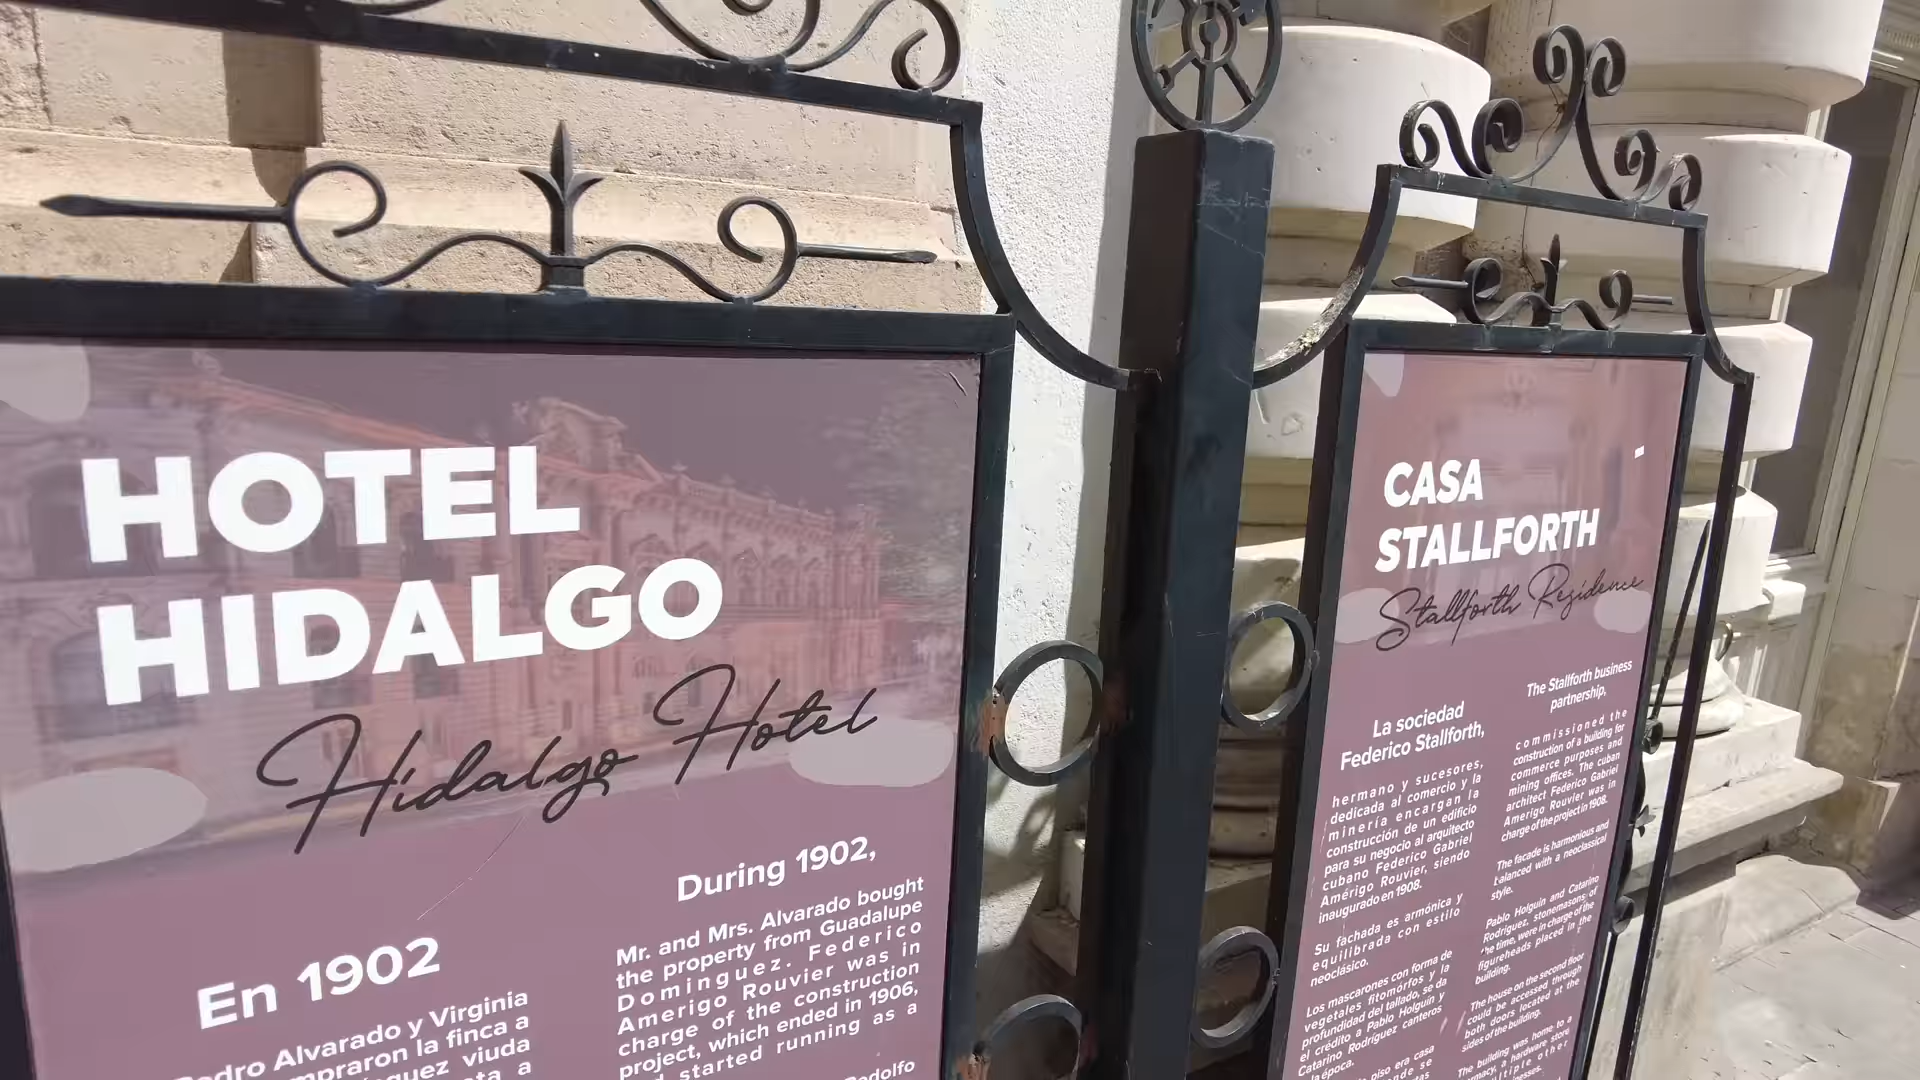 HOTEL
HIDALGO
Hidalgo Hotel
En 1902
Alvarado y Virginia
la finca a
viuda
a
During 1902,
Mr. and Mrs. Alvarado bought
the property from Guadalupe
Dominguez. Federico
Amerigo Rouvier was in
charge of the construction
project, which ended in 1906,
started running as a
CASA
STALLFORTH
Stallforth Residence
La sociedad
Federico Stallforth,
hermano y sucesores,
dedicada al comercio y la
minería encargan la
construcción de un edificio
para su negocio al arquitecto
cubano Federico Gabriel
Amérigo Rouvier, siendo
inaugurado en 1908.
Su fachada es armónica y
equilibrada con estilo
neoclásico.
Los mascarones con forma de
vegetales fitomórfos y la
profundidad del tallado, se da
el crédito a Pablo Holguín y
Catarino Rodríguez canteros
la época.
piso era casa
The Stallforth business
partnership,
commissioned the
construction of a building for
commerce purposes and
mining offices. The cuban
architect Federico Gabriel
Amerigo Rouvier was in
charge of the project in 1908.
The facade is harmonious and
balanced with a neoclassical
style.
Pablo Holguin and Catarino
Rodriguez, stonemasons of
the time, were in charge of the
figureheads placed in the
building.
The house on the second floor
could be accessed through
both doors located at the
sides of the building.
The building was home to a
a hardware store